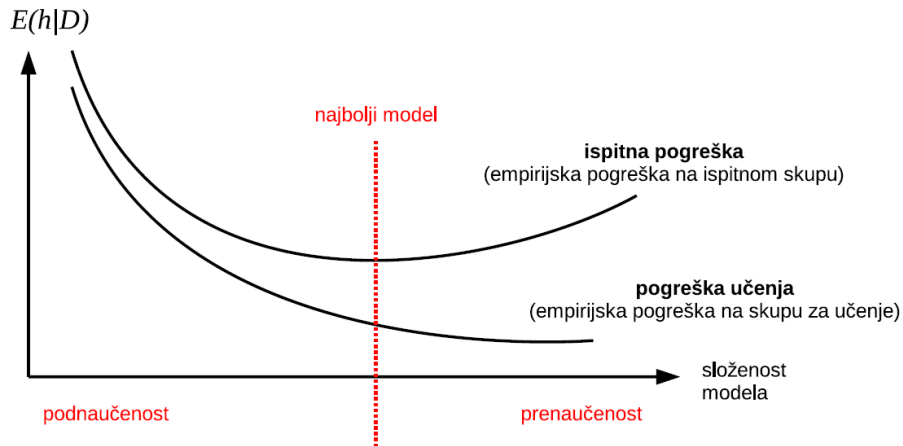 E(h|D)
najbolji model
ispitna pogreška
(empirijska pogreška na ispitnom skupu)
pogreška učenja
(empirijska pogreška na skupu za učenje)
složenost
modela
podnaučenost
prenaučenost